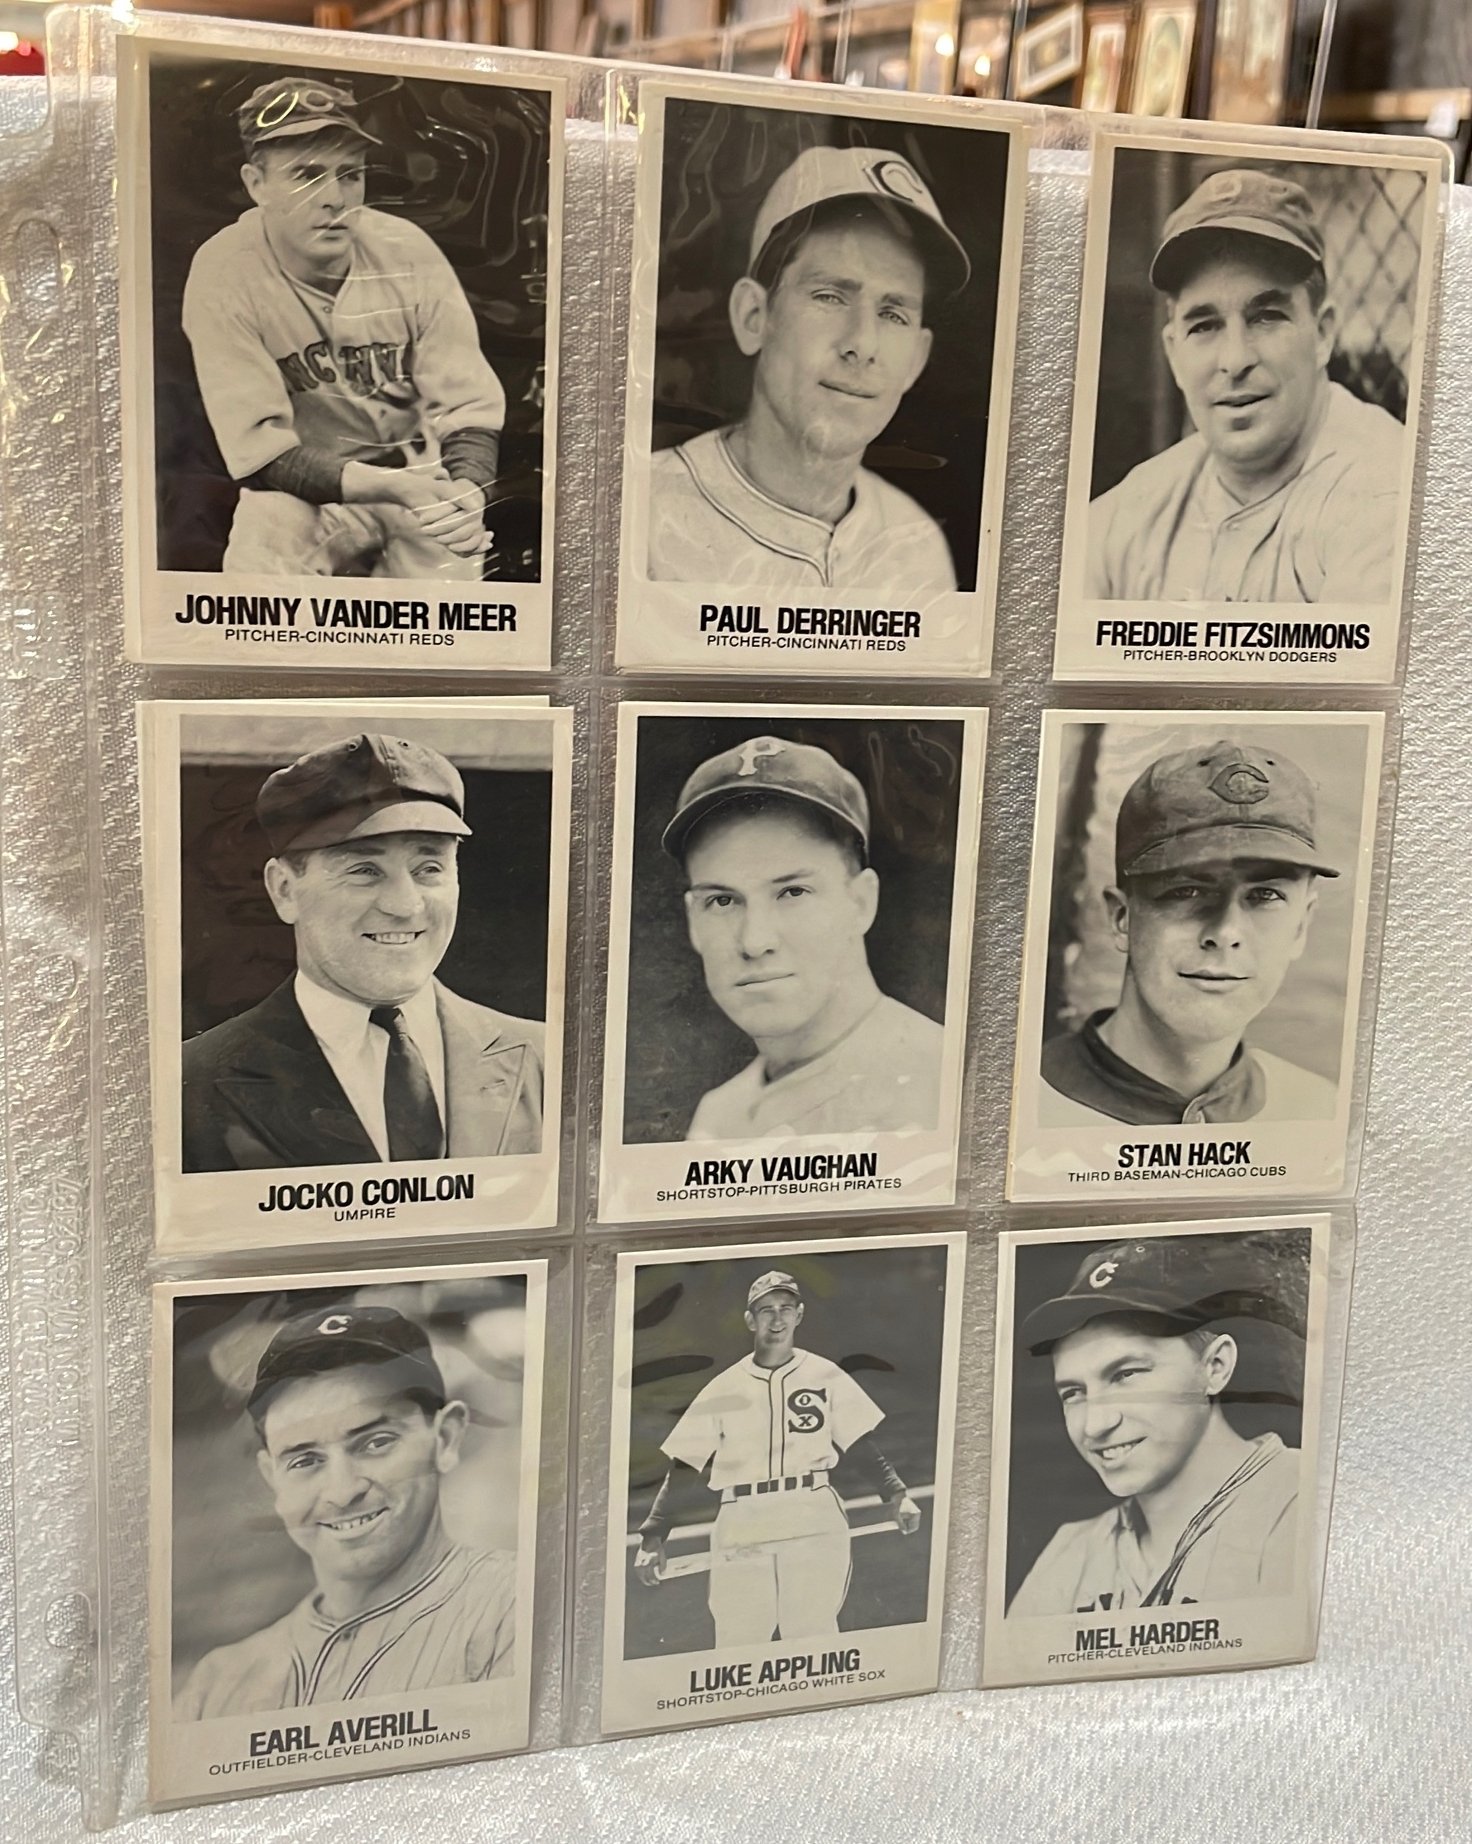 JOHNNY VANDER MEER
PITCHER-CINCINNATI REDS
C
PAUL DERRINGER
PITCHER-CINCINNATI REDS
FREDDIE FITZSIMMONS
PITCHER-BROOKLYN DODGERS
JOCKO CONLON
UMPIRE
P
ARKY VAUGHAN
SHORTSTOP-PITTSBURGH PIRATES
C
STAN HACK
THIRD BASEMAN-CHICAGO CUBS
C
EARL AVERILL
OUTFIELDER-CLEVELAND INDIANS
SOX
LUKE APPLING
SHORTSTOP-CHICAGO WHITE SOX
C
MEL HARDER
PITCHER-CLEVELAND INDIANS